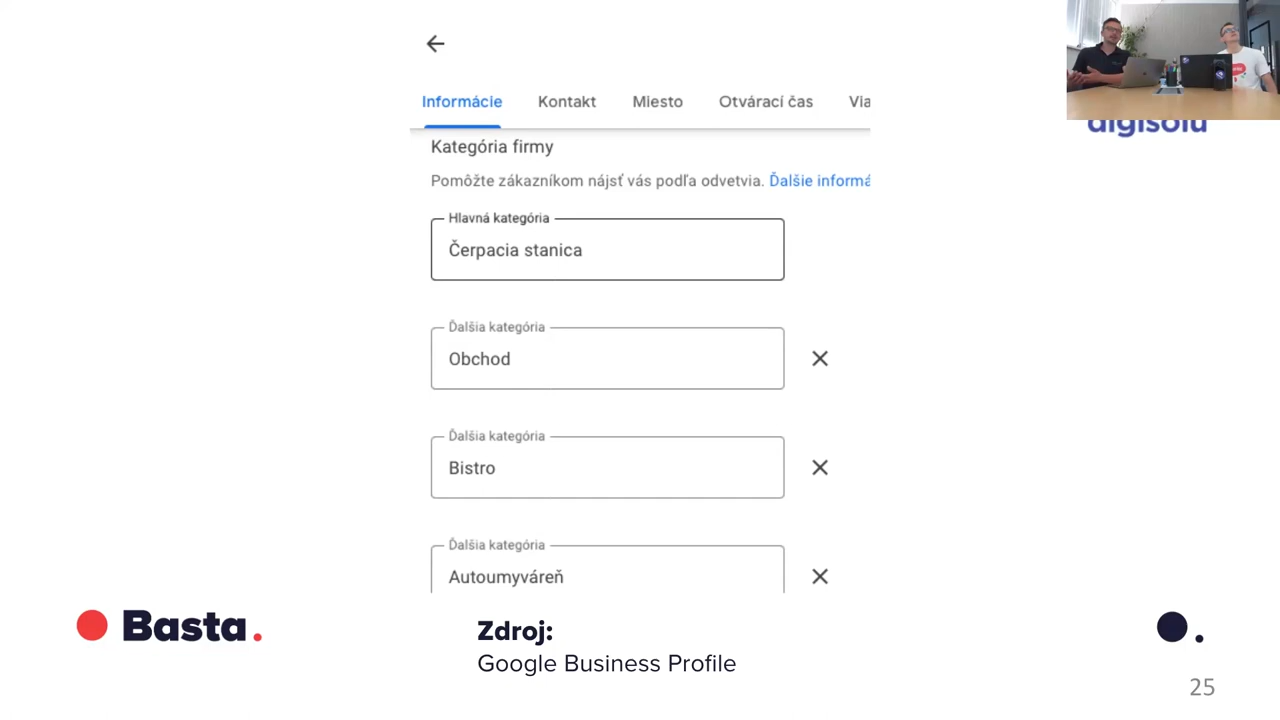 Informácie Kontakt Miesto Otvárací čas Via
Kategória firmy
Pomôžte zákazníkom nájsť vás podľa odvetvia. Ďalšie informá
Hlavná kategória
Čerpacia stanica
Ďalšia kategória
Obchod
Ďalšia kategória
Bistro
Ďalšia kategória
Autoumyváreň
digisolu
Basta.
Zdroj:
Google Business Profile
25